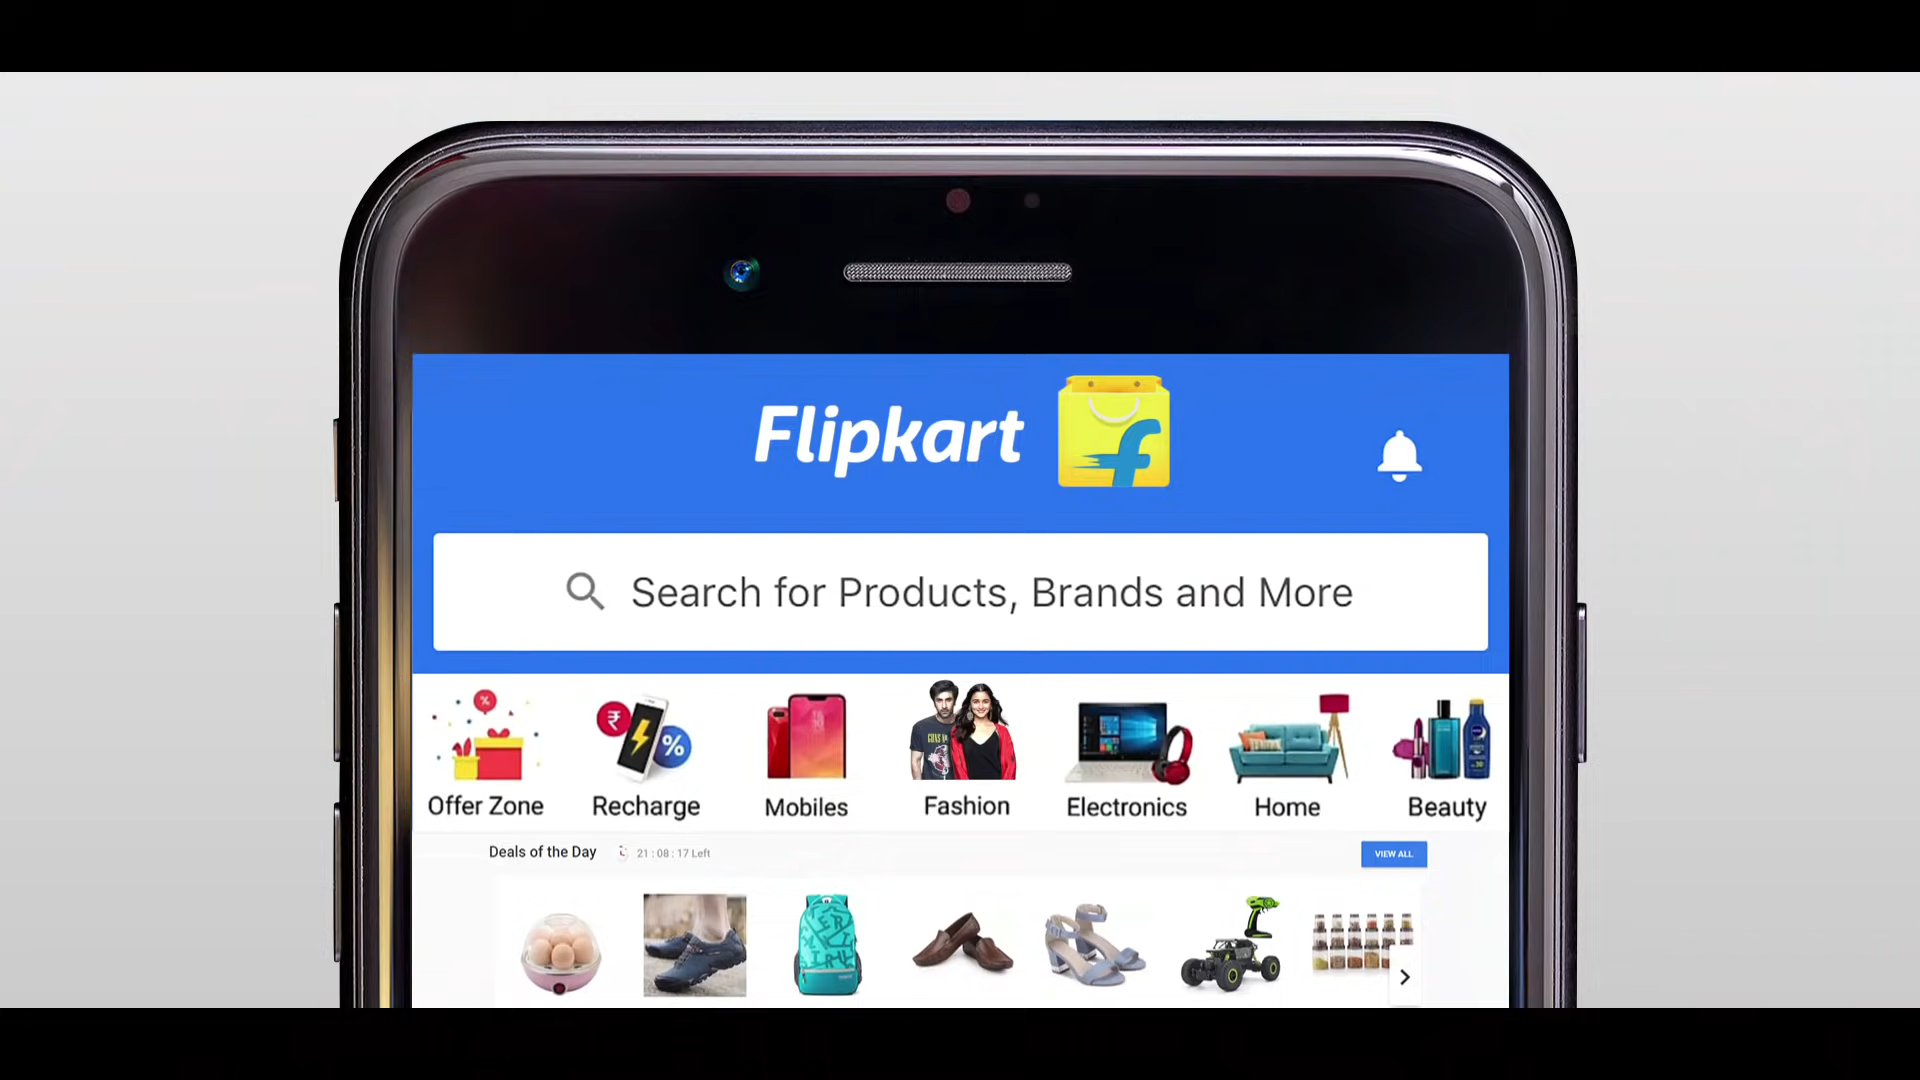 Flipkart
Search for Products, Brands and More
Offer Zone
Recharge
Mobiles
Fashion
Electronics
Home
Beauty
Deals of the Day
21 : 08 : 17 Left
VIEW ALL